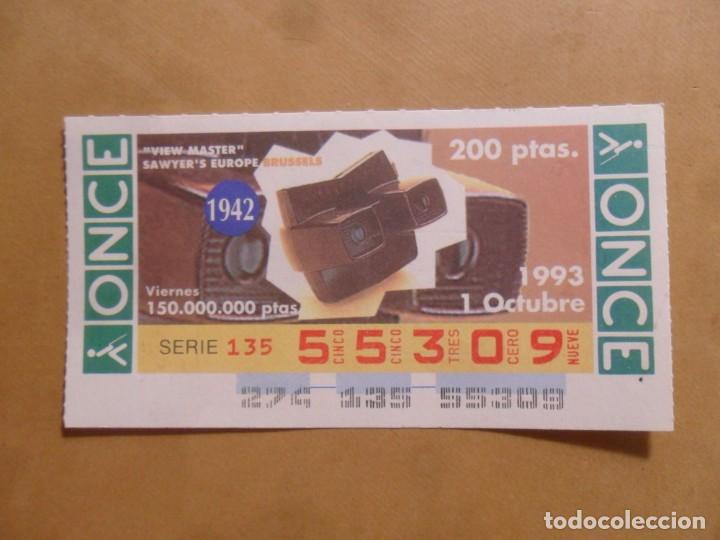 ONCE
"VIEW MASTER"
SAWYER'S EUROPE BRUSSELS
1942
200 ptas.
1993
1 Octubre
Viernes
150.000.000 ptas.
SERIE 135 5 CINCO 5 CINCO 3 TRES 0 CERO 9 NUEVE
274 135 55309
ONCE
todocoleccion